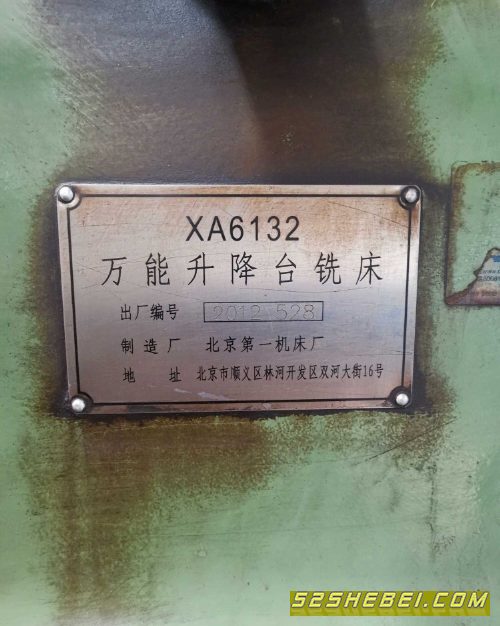 XA6132
万能升降台铣床
出厂编号 2012 528
制造厂 北京第一机床厂
地址 北京市顺义区林河开发区双河大街16号
52SHEBEI.COM